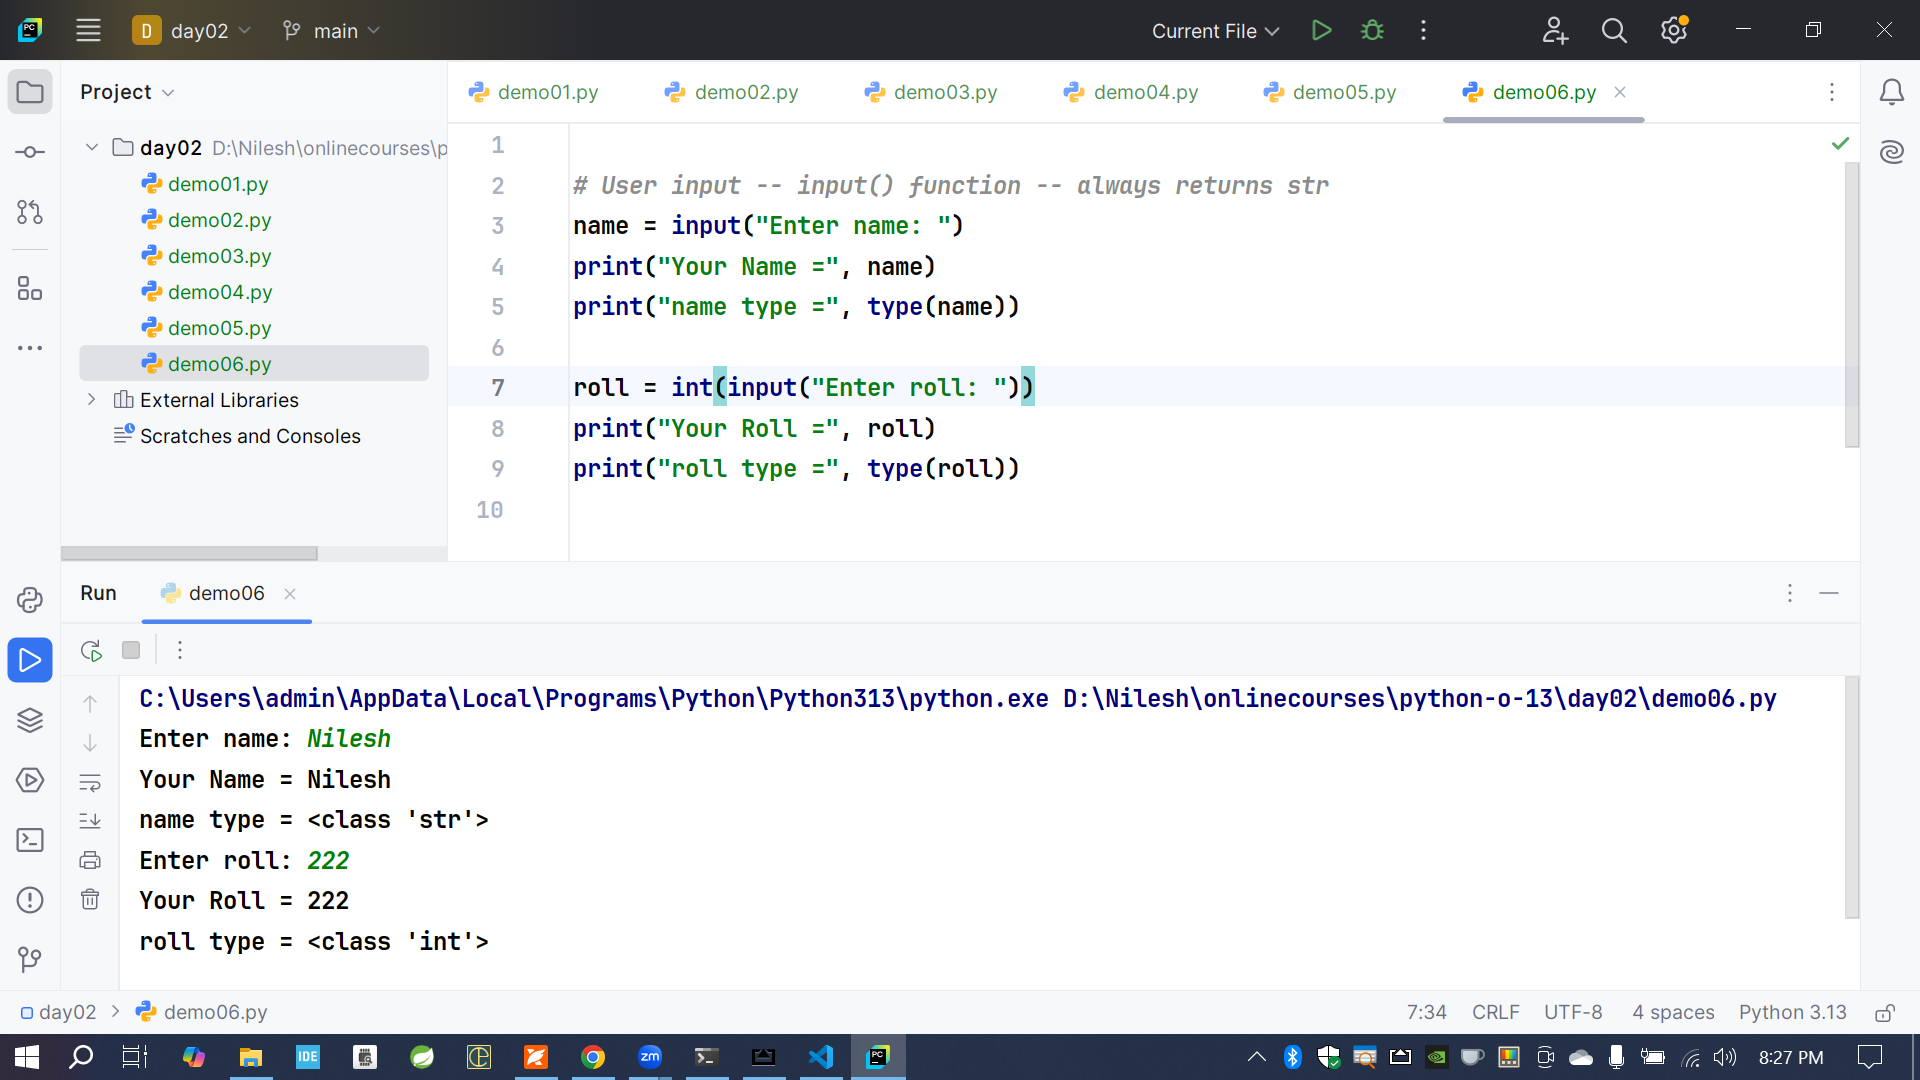 D day02 main Current File
Project
demo01.py demo02.py demo03.py demo04.py demo05.py demo06.py
day02 D:\Nilesh\onlinecourses\p
demo01.py
demo02.py
demo03.py
demo04.py
demo05.py
demo06.py
External Libraries
Scratches and Consoles
1
2 # User input -- input() function -- always returns str
3 name = input("Enter name: ")
4 print("Your Name =", name)
5 print("name type =", type(name))
6
7 roll = int(input("Enter roll: "))
8 print("Your Roll =", roll)
9 print("roll type =", type(roll))
10
Run demo06
C:\Users\admin\AppData\Local\Programs\Python\Python313\python.exe D:\Nilesh\onlinecourses\python-o-13\day02\demo06.py
Enter name: Nilesh
Your Name = Nilesh
name type = <class 'str'>
Enter roll: 222
Your Roll = 222
roll type = <class 'int'>
day02 > demo06.py 7:34 CRLF UTF-8 4 spaces Python 3.13
IDE zm PC 8:27 PM